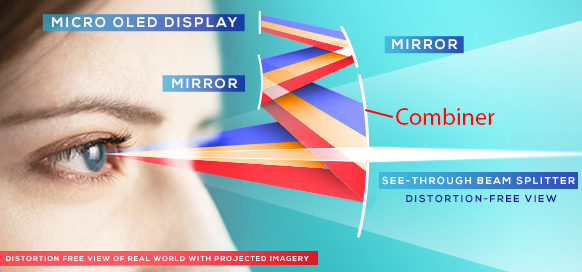 MICRO OLED DISPLAY
MIRROR
MIRROR
Combiner
SEE-THROUGH BEAM SPLITTER
DISTORTION-FREE VIEW
DISTORTION FREE VIEW OF REAL WORLD WITH PROJECTED IMAGERY